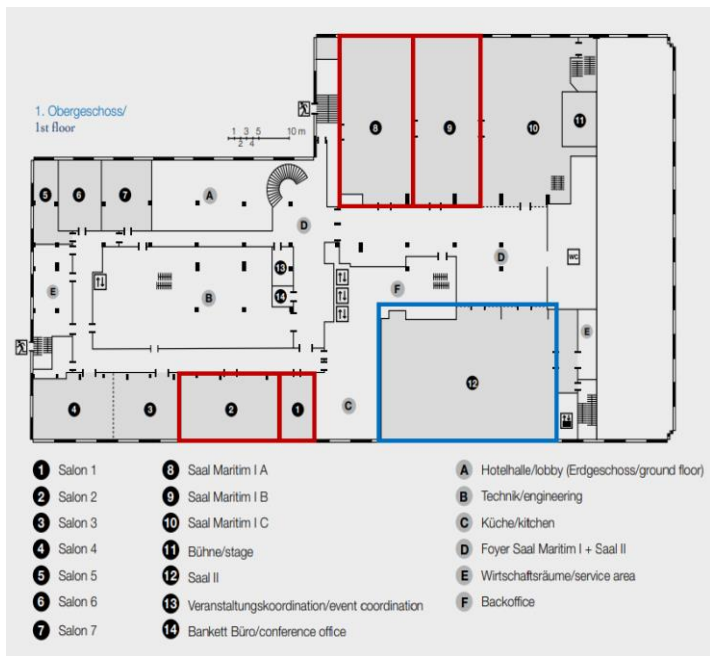 1. Obergeschoss/
1st floor
1 3 5 10 m
2 4
8
9
10
11
5
6
7
A
D
13
14
E
B
F
D
WC
E
12
4
3
2
1
C
1 Salon 1
2 Salon 2
3 Salon 3
4 Salon 4
5 Salon 5
6 Salon 6
7 Salon 7
8 Saal Maritim I A
9 Saal Maritim I B
10 Saal Maritim I C
11 Bühne/stage
12 Saal II
13 Veranstaltungskoordination/event coordination
14 Bankett Büro/conference office
A Hotelhalle/lobby (Erdgeschoss/ground floor)
B Technik/engineering
C Küche/kitchen
D Foyer Saal Maritim I + Saal II
E Wirtschaftsräume/service area
F Backoffice